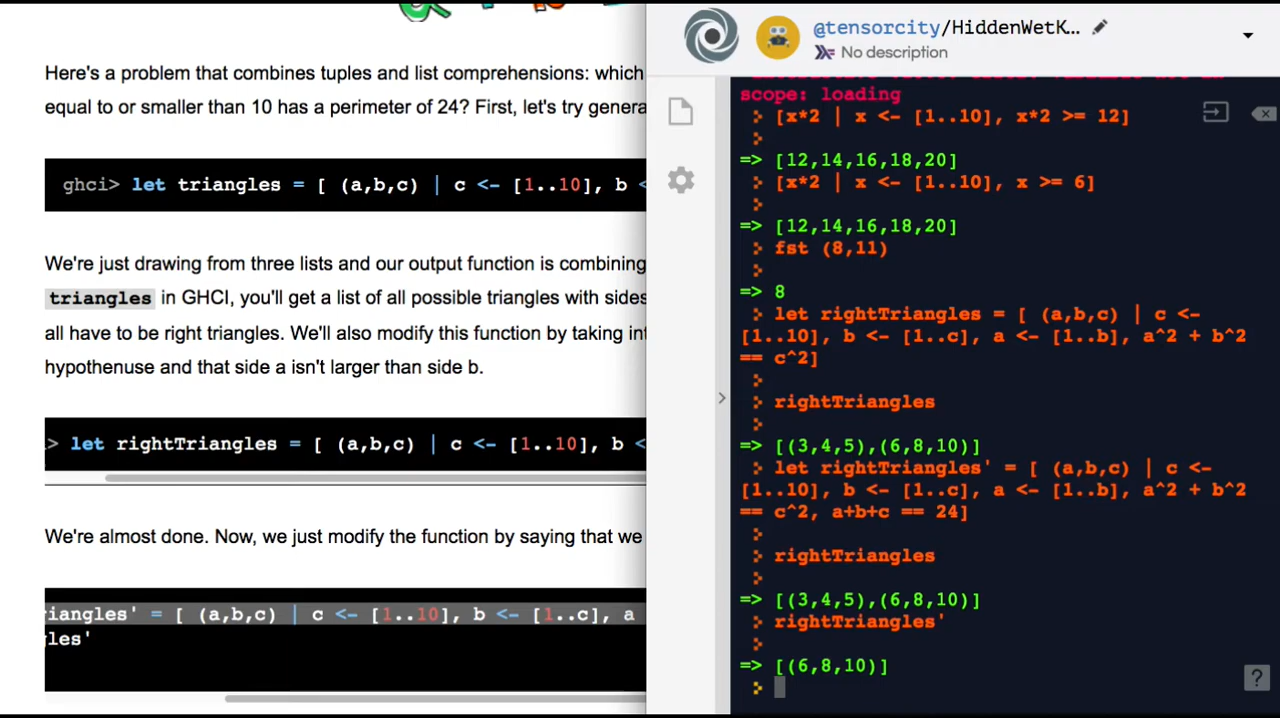 Here's a problem that combines tuples and list comprehensions: which
equal to or smaller than 10 has a perimeter of 24? First, let's try genera
ghci> let triangles = [ (a,b,c) | c <- [1..10], b <
We're just drawing from three lists and our output function is combining
triangles in GHCI, you'll get a list of all possible triangles with sides
all have to be right triangles. We'll also modify this function by taking in
hypothenuse and that side a isn't larger than side b.
> let rightTriangles = [ (a,b,c) | c <- [1..10], b <
We're almost done. Now, we just modify the function by saying that we
iangles' = [ (a,b,c) | c <- [1..10], b <- [1..c], a
gles'
@tensorcity/HiddenWetK...
No description
scope: loading
[x*2 | x <- [1..10], x*2 >= 12]
=> [12,14,16,18,20]
[x*2 | x <- [1..10], x >= 6]
=> [12,14,16,18,20]
fst (8,11)
=> 8
let rightTriangles = [ (a,b,c) | c <-
[1..10], b <- [1..c], a <- [1..b], a^2 + b^2
== c^2]
rightTriangles
=> [(3,4,5),(6,8,10)]
let rightTriangles' = [ (a,b,c) | c <-
[1..10], b <- [1..c], a <- [1..b], a^2 + b^2
== c^2, a+b+c == 24]
rightTriangles
=> [(3,4,5),(6,8,10)]
rightTriangles'
=> [(6,8,10)]
?